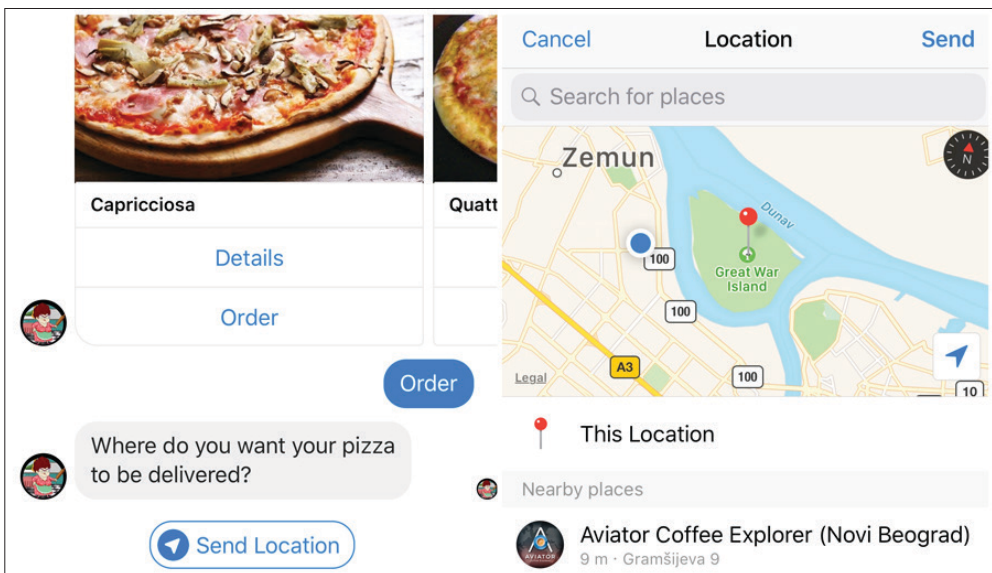 Capricciosa
Quatt
Details
Order
Order
Where do you want your pizza
to be delivered?
Send Location
Cancel
Location
Send
Search for places
Zemun
N
Dunav
100
Great War
Island
100
A3
100
Legal
10
This Location
Nearby places
AVIATOR
Aviator Coffee Explorer (Novi Beograd)
9 m · Gramšijeva 9